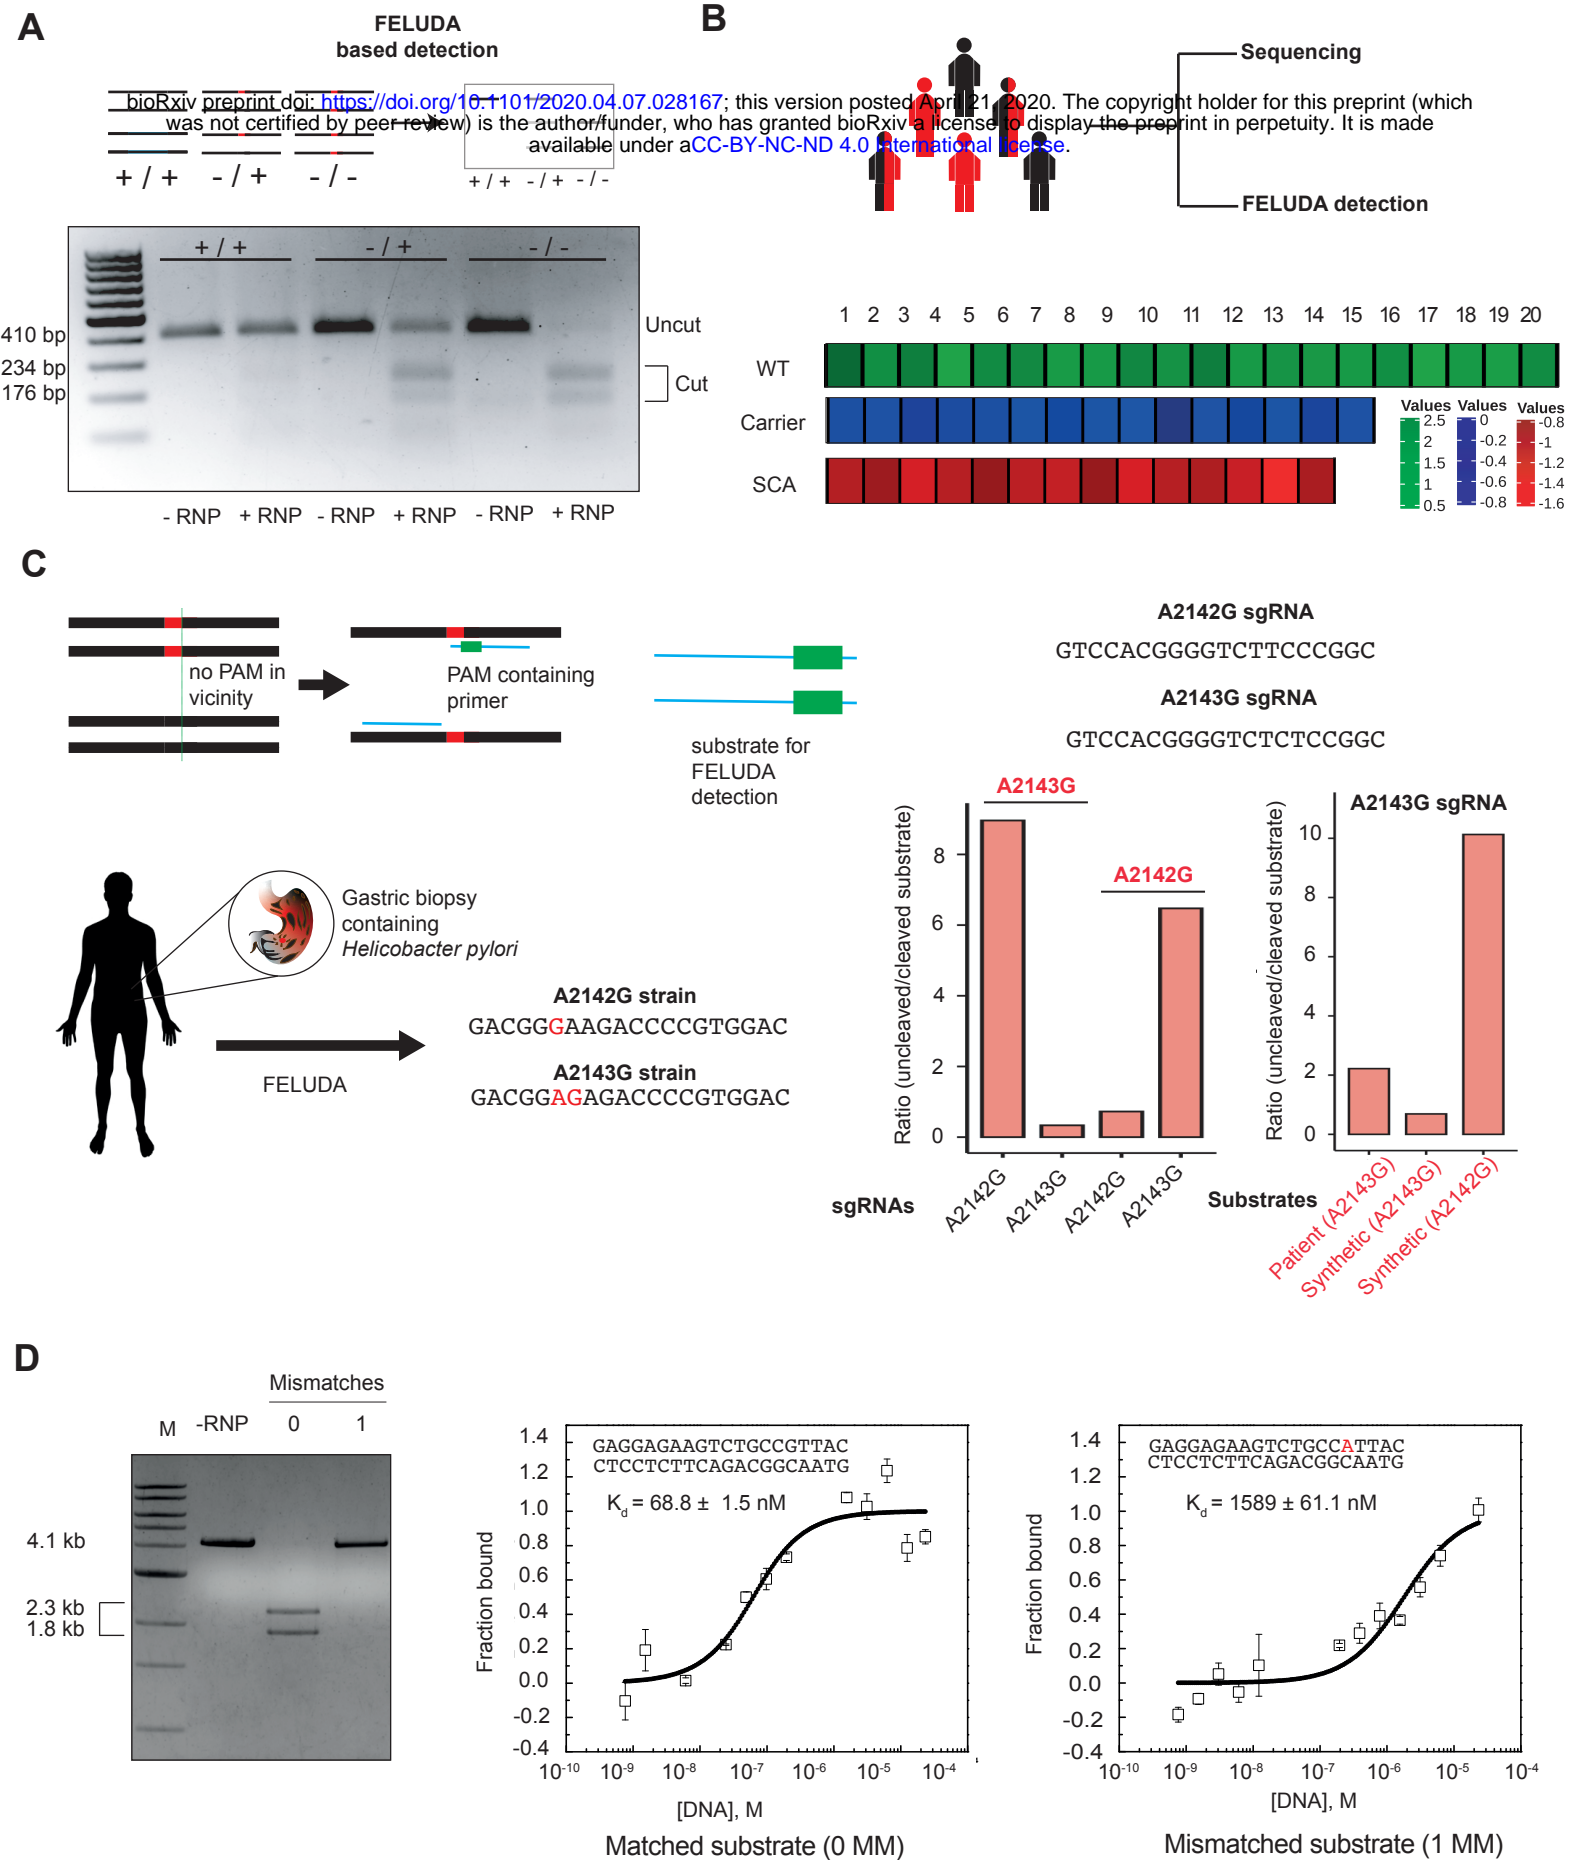 A
FELUDA
based detection
bioRxiv preprint doi: https://doi.org/10.1101/2020.04.07.028167; this version posted April 21, 2020. The copyright holder for this preprint (which
was not certified by peer review) is the author/funder, who has granted bioRxiv a license to display the preprint in perpetuity. It is made
available under aCC-BY-NC-ND 4.0 International license.
+ / + - / + - / -
+ / + - / + - / -
+ / + - / + - / -
410 bp
234 bp
176 bp
Uncut
Cut
- RNP + RNP - RNP + RNP - RNP + RNP
B
Sequencing
FELUDA detection
1 2 3 4 5 6 7 8 9 10 11 12 13 14 15 16 17 18 19 20
WT
Carrier
SCA
Values
2.5
2
1.5
1
0.5
Values
0
-0.2
-0.4
-0.6
-0.8
Values
-0.8
-1
-1.2
-1.4
-1.6
C
no PAM in
vicinity
PAM containing
primer
substrate for
FELUDA
detection
A2142G sgRNA
GTCCACGGGGTCTTCCCGGC
A2143G sgRNA
GTCCACGGGGTCTCTCCGGC
Gastric biopsy
containing
Helicobacter pylori
FELUDA
A2142G strain
GACGGGAAGACCCCGTGGAC
A2143G strain
GACGGAGAGACCCCGTGGAC
Ratio (uncleaved/cleaved substrate)
8
6
4
2
0
A2143G
A2142G
sgRNAs
A2142G
A2143G
A2142G
A2143G
Ratio (uncleaved/cleaved substrate)
A2143G sgRNA
10
8
6
4
2
0
Substrates
Patient (A2143G)
Synthetic (A2143G)
Synthetic (A2142G)
D
Mismatches
M -RNP 0 1
4.1 kb
2.3 kb
1.8 kb
Fraction bound
1.4
1.2
1.0
0.8
0.6
0.4
0.2
0.0
-0.2
-0.4
GAGGAGAAGTCTGCCGTTAC
CTCCTCTTCAGACGGCAATG
Kd = 68.8 ± 1.5 nM
10-10 10-9 10-8 10-7 10-6 10-5 10-4
[DNA], M
Matched substrate (0 MM)
Fraction bound
1.4
1.2
1.0
0.8
0.6
0.4
0.2
0.0
-0.2
-0.4
GAGGAGAAGTCTGCCATTAC
CTCCTCTTCAGACGGCAATG
Kd = 1589 ± 61.1 nM
10-10 10-9 10-8 10-7 10-6 10-5 10-4
[DNA], M
Mismatched substrate (1 MM)